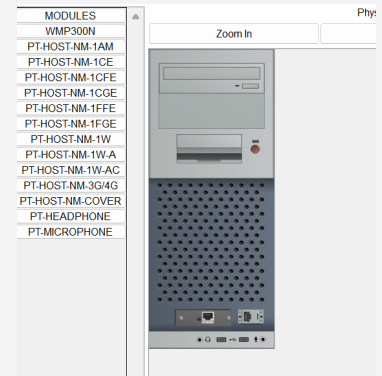 MODULES
WMP300N
PT-HOST-NM-1AM
PT-HOST-NM-1CE
PT-HOST-NM-1CFE
PT-HOST-NM-1CGE
PT-HOST-NM-1FFE
PT-HOST-NM-1FGE
PT-HOST-NM-1W
PT-HOST-NM-1W-A
PT-HOST-NM-1W-AC
PT-HOST-NM-3G/4G
PT-HOST-NM-COVER
PT-HEADPHONE
PT-MICROPHONE
Phys
Zoom In